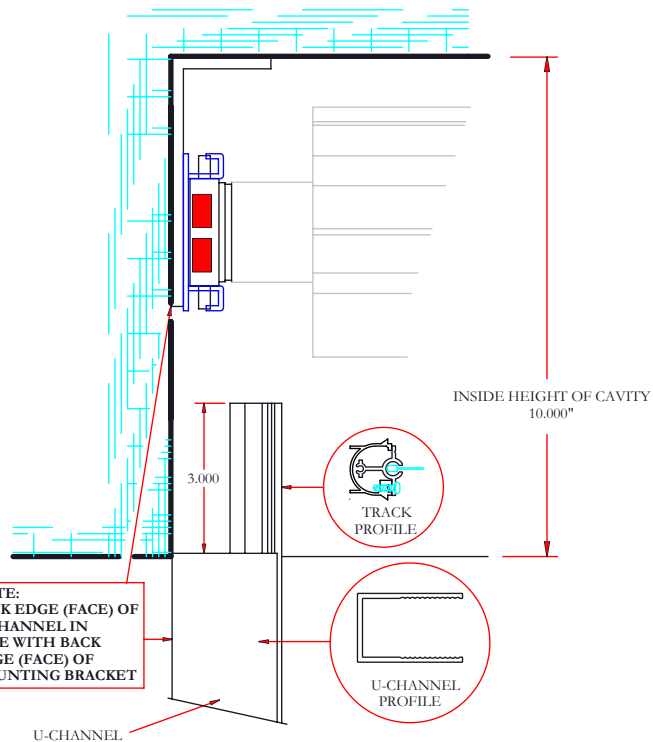 INSIDE HEIGHT OF CAVITY
10.000"
3.000
TRACK
PROFILE
TE:
K EDGE (FACE) OF
HANNEL IN
E WITH BACK
GE (FACE) OF
UNTING BRACKET
U-CHANNEL
PROFILE
U-CHANNEL